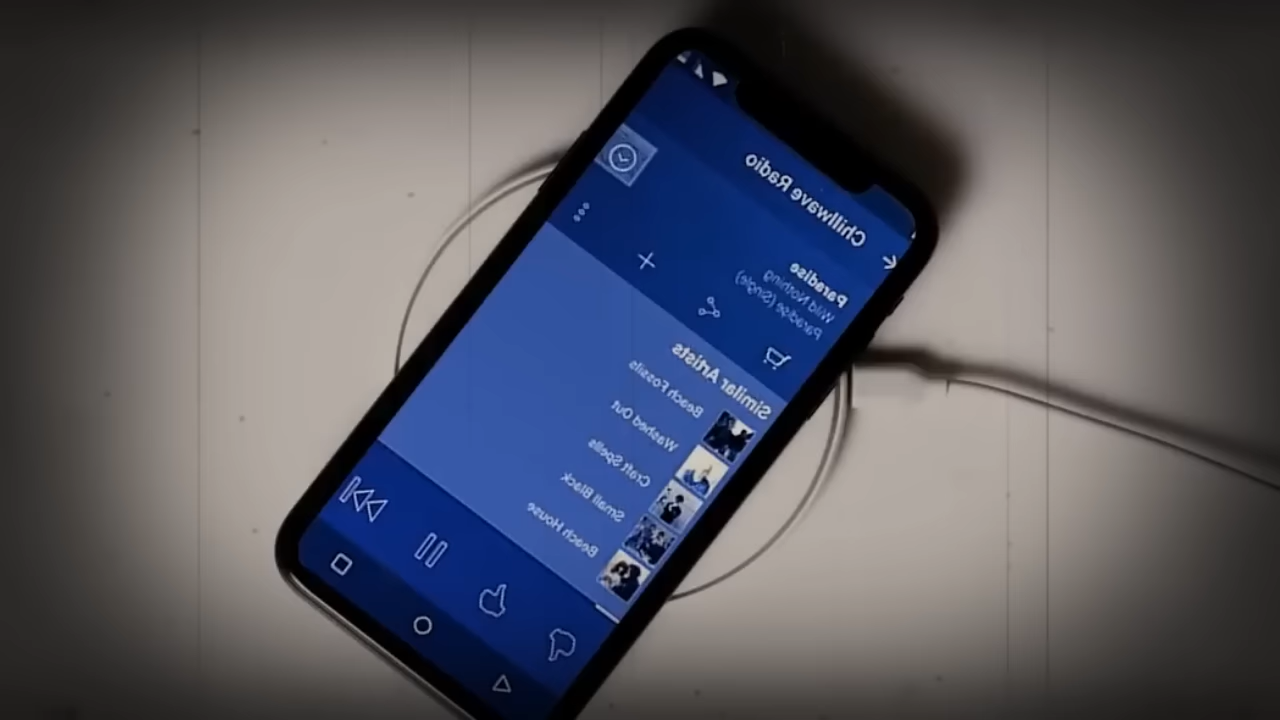 Chillwave Radio
Paradise
Wild Nothing
Paradise (Single)
Similar Artists
Beach Fossils
Washed Out
Craft Spells
Small Black
Beach House